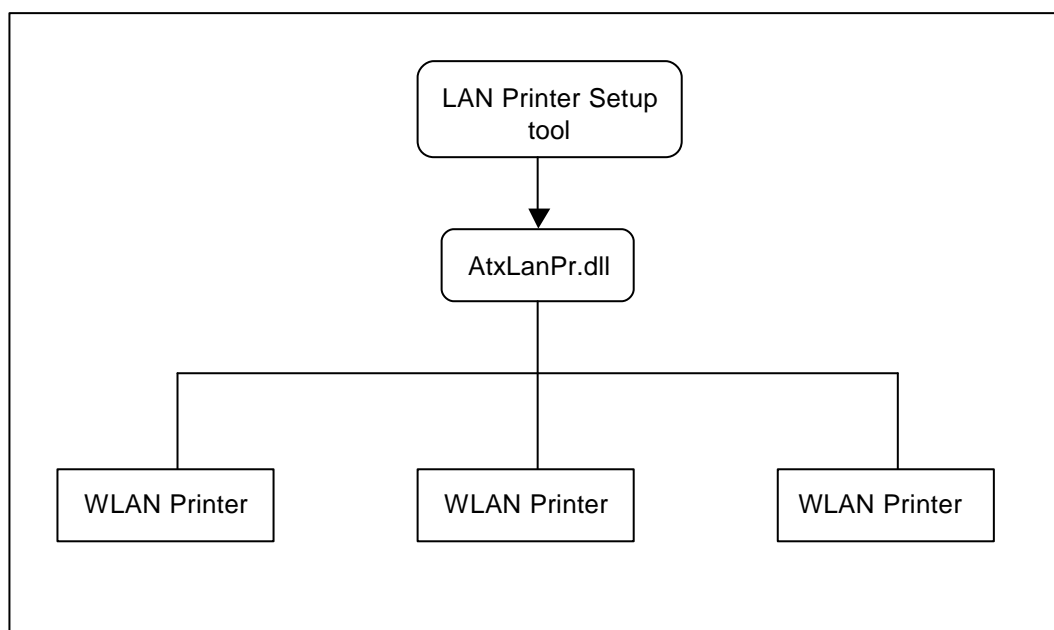 LAN Printer Setup
tool
AtxLanPr.dll
WLAN Printer
WLAN Printer
WLAN Printer